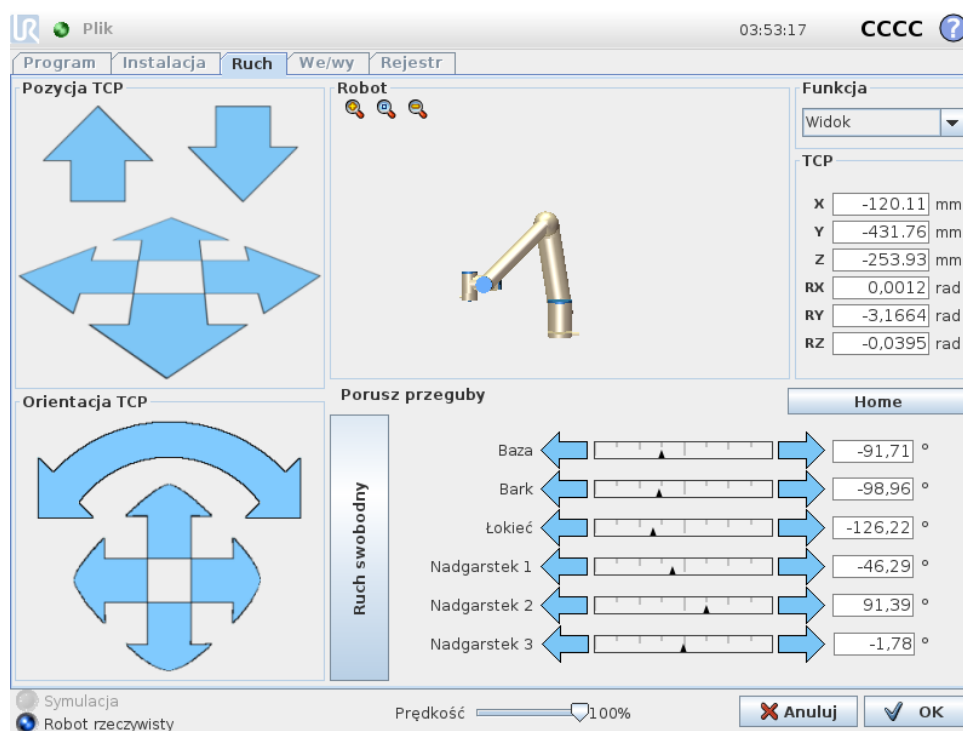 UR Plik 03:53:17 CCCC ?
Program Instalacja Ruch We/wy Rejestr
Pozycja TCP
Robot
Funkcja
Widok
TCP
X -120.11 mm
Y -431.76 mm
Z -253.93 mm
RX 0,0012 rad
RY -3,1664 rad
RZ -0,0395 rad
Orientacja TCP
Porusz przeguby
Home
Ruch swobodny
Baza -91,71 °
Bark -98,96 °
Łokieć -126,22 °
Nadgarstek 1 -46,29 °
Nadgarstek 2 91,39 °
Nadgarstek 3 -1,78 °
Symulacja
Robot rzeczywisty
Prędkość 100%
Anuluj
OK